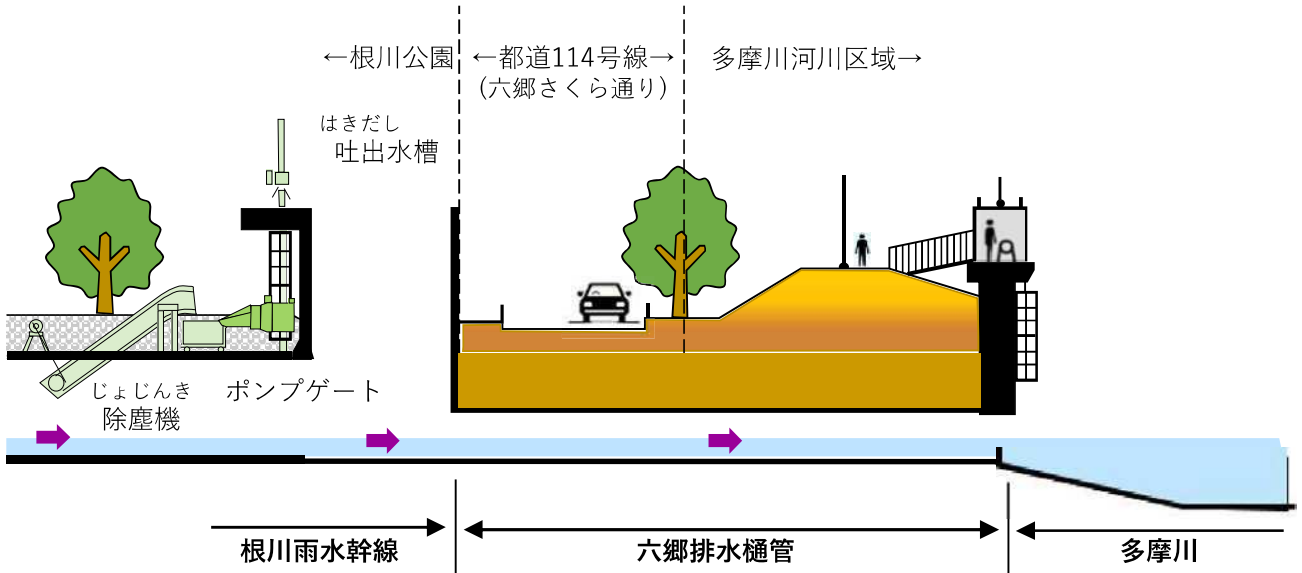 ←根川公園
←都道114号線→
(六郷さくら通り)
多摩川河川区域→
はきだし
吐出水槽
じょじんき
除塵機
ポンプゲート
根川雨水幹線
六郷排水樋管
多摩川